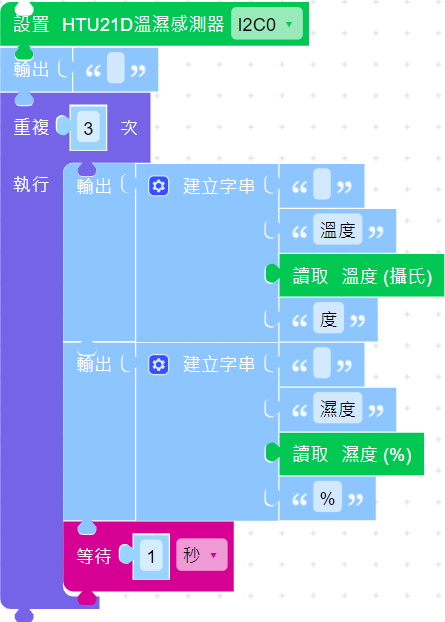 設置 HTU21D溫濕感測器 I2C0
輸出 “ ”
重複 3 次
執行 輸出 建立字串 “ ”
“ 溫度 ”
讀取 溫度 (攝氏)
“ 度 ”
輸出 建立字串 “ ”
“ 濕度 ”
讀取 濕度 (%)
“ % ”
等待 1 秒